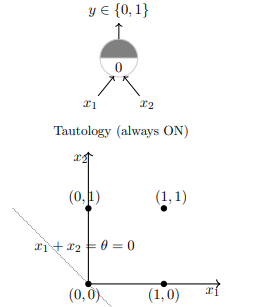 y ∈ {0, 1}
0
x₁ x₂
Tautology (always ON)
x₂
(0, 1) (1, 1)
x₁ + x₂ = θ = 0
x₁
(0, 0) (1, 0)